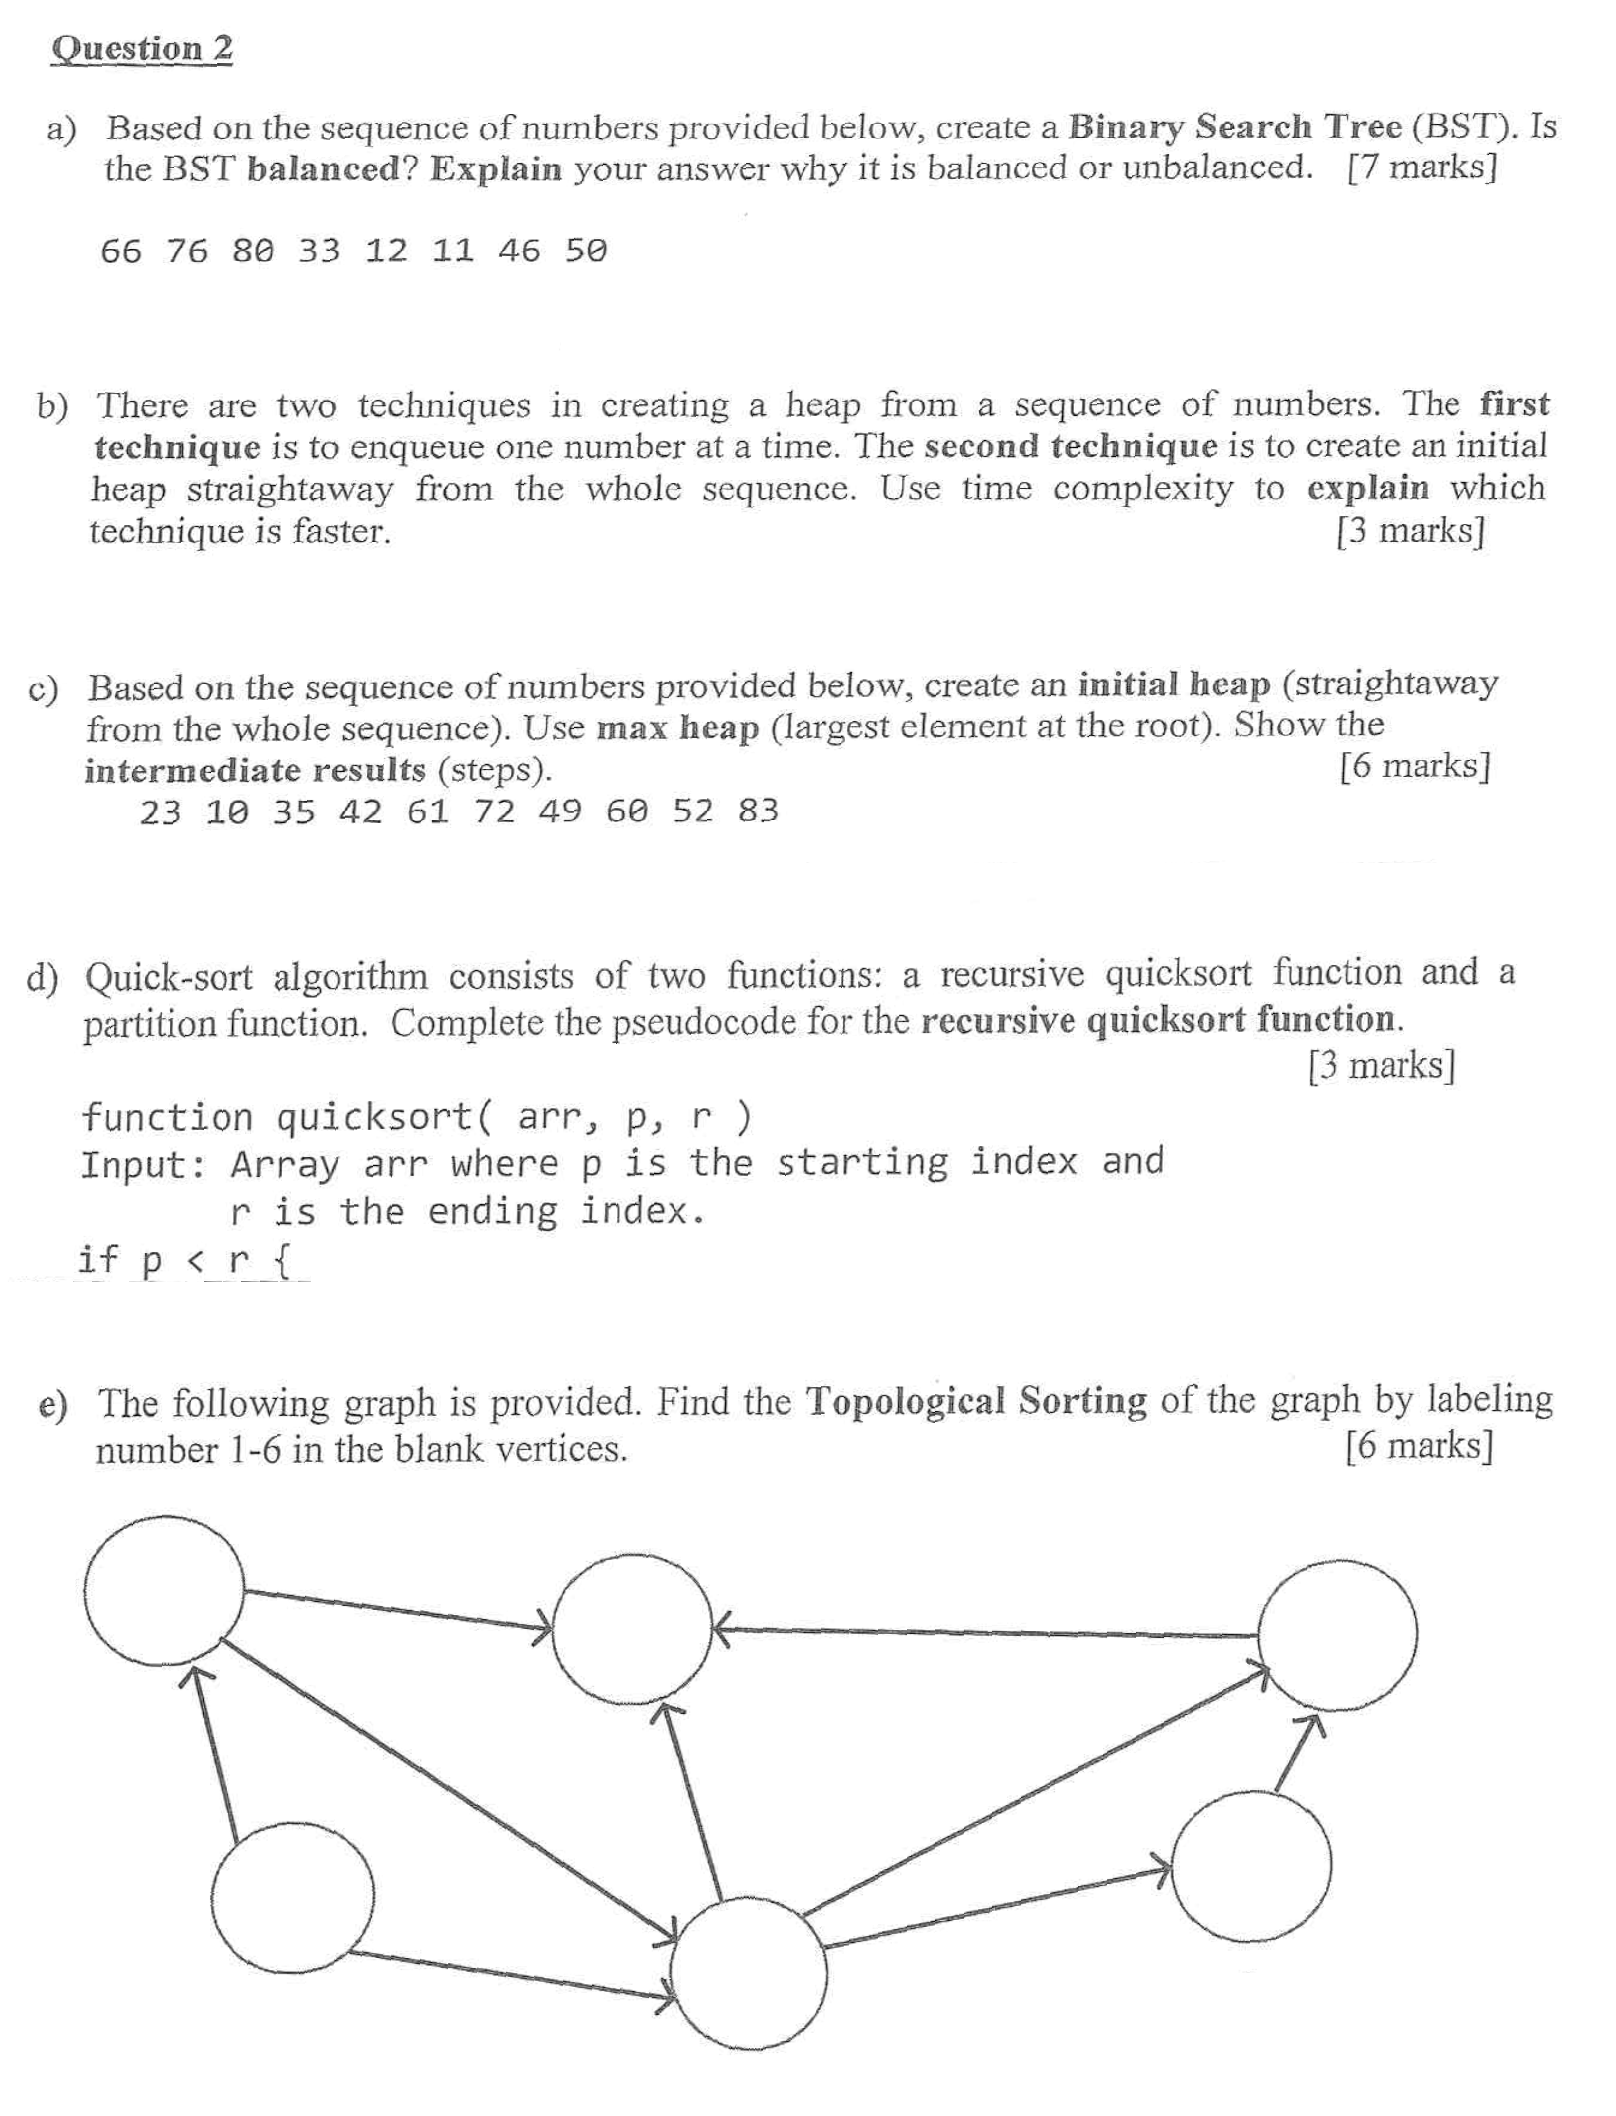 Question 2
a) Based on the sequence of numbers provided below, create a Binary Search Tree (BST). Is
the BST balanced? Explain your answer why it is balanced or unbalanced. [7 marks]
66 76 80 33 12 11 46 50
b) There are two techniques in creating a heap from a sequence of numbers. The first
technique is to enqueue one number at a time. The second technique is to create an initial
heap straightaway from the whole sequence. Use time complexity to explain which
technique is faster. [3 marks]
c) Based on the sequence of numbers provided below, create an initial heap (straightaway
from the whole sequence). Use max heap (largest element at the root). Show the
intermediate results (steps). [6 marks]
23 10 35 42 61 72 49 60 52 83
d) Quick-sort algorithm consists of two functions: a recursive quicksort function and a
partition function. Complete the pseudocode for the recursive quicksort function.
[3 marks]
function quicksort( arr, p, r )
Input: Array arr where p is the starting index and
r is the ending index.
if p < r {
e) The following graph is provided. Find the Topological Sorting of the graph by labeling
number 1-6 in the blank vertices. [6 marks]